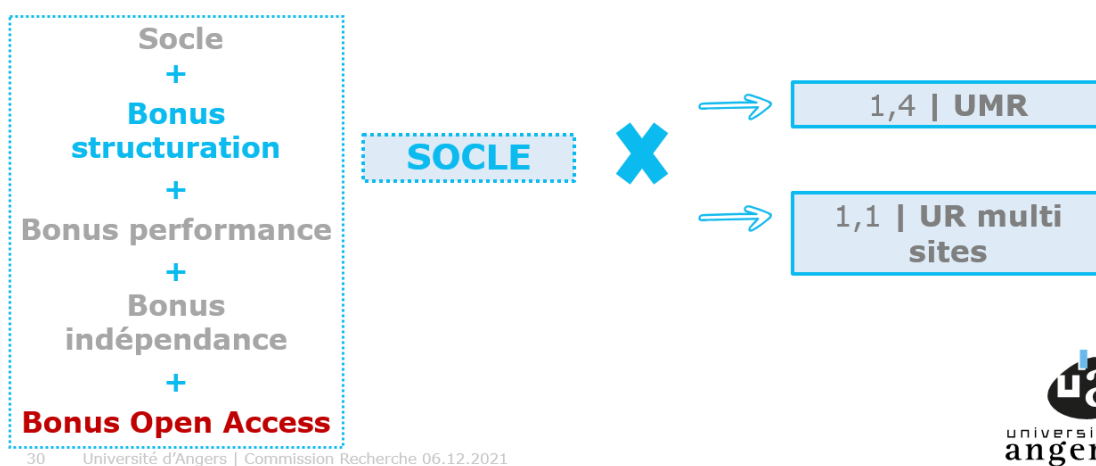 Socle
+
Bonus
structuration
+
Bonus performance
+
Bonus
indépendance
+
Bonus Open Access
SOCLE
1,4 | UMR
1,1 | UR multi
sites
30 Université d'Angers | Commission Recherche 06.12.2021